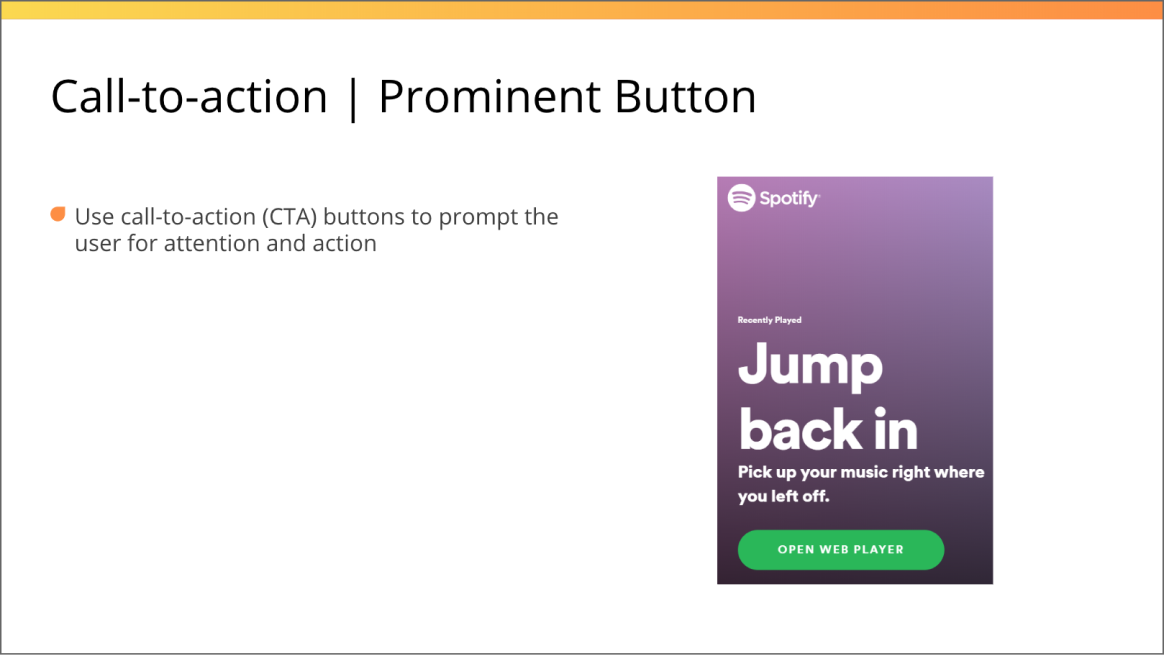 Call-to-action | Prominent Button
Use call-to-action (CTA) buttons to prompt the
user for attention and action
Spotify
Recently Played
Jump
back in
Pick up your music right where
you left off.
OPEN WEB PLAYER